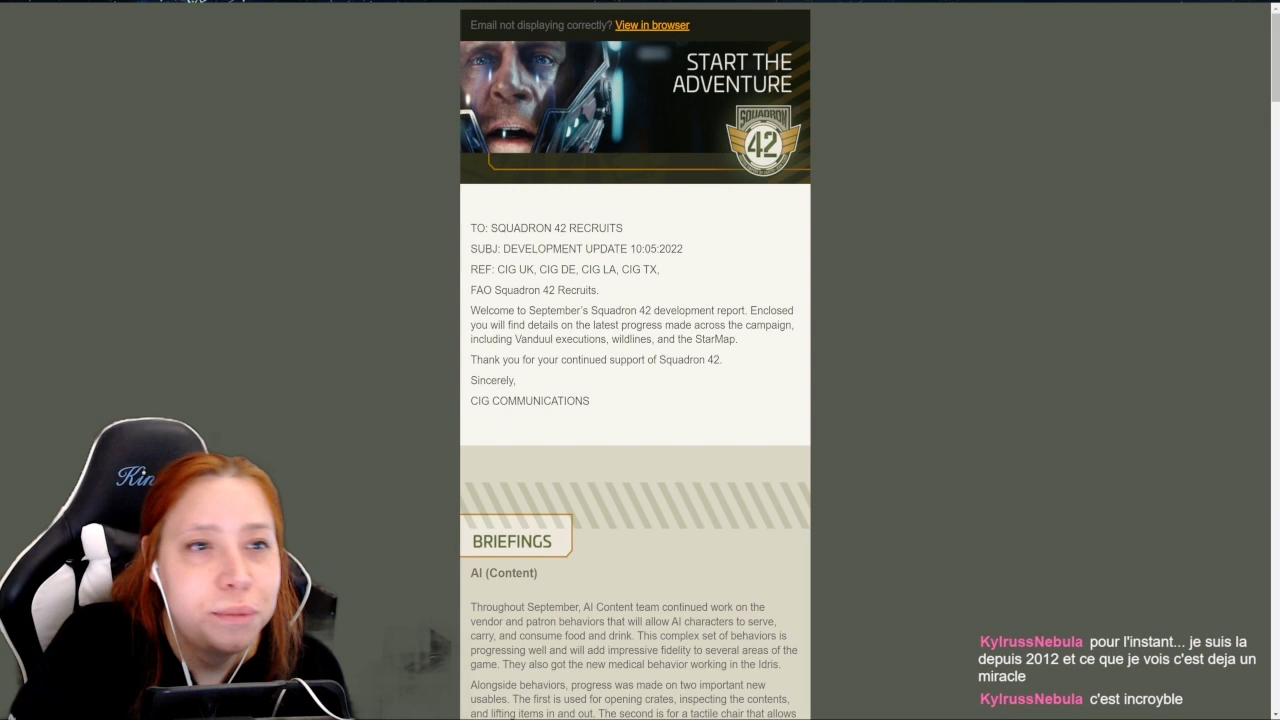 Email not displaying correctly? View in browser
START THE
ADVENTURE
SQUADRON
42
TO: SQUADRON 42 RECRUITS
SUBJ: DEVELOPMENT UPDATE 10:05:2022
REF: CIG UK, CIG DE, CIG LA, CIG TX,
FAO Squadron 42 Recruits.
Welcome to September's Squadron 42 development report. Enclosed
you will find details on the latest progress made across the campaign,
including Vanduul executions, wildlines, and the StarMap.
Thank you for your continued support of Squadron 42.
Sincerely,
CIG COMMUNICATIONS
BRIEFINGS
AI (Content)
Throughout September, AI Content team continued work on the
vendor and patron behaviors that will allow AI characters to serve,
carry, and consume food and drink. This complex set of behaviors is
progressing well and will add impressive fidelity to several areas of the
game. They also got the new medical behavior working in the Idris.
Alongside behaviors, progress was made on two important new
usables. The first is used for opening crates, inspecting the contents,
and lifting items in and out. The second is for a tactile chair that allows
Kin
KylrussNebula pour l'instant... je suis la
depuis 2012 et ce que je vois c'est deja un
miracle
KylrussNebula c'est incroyble